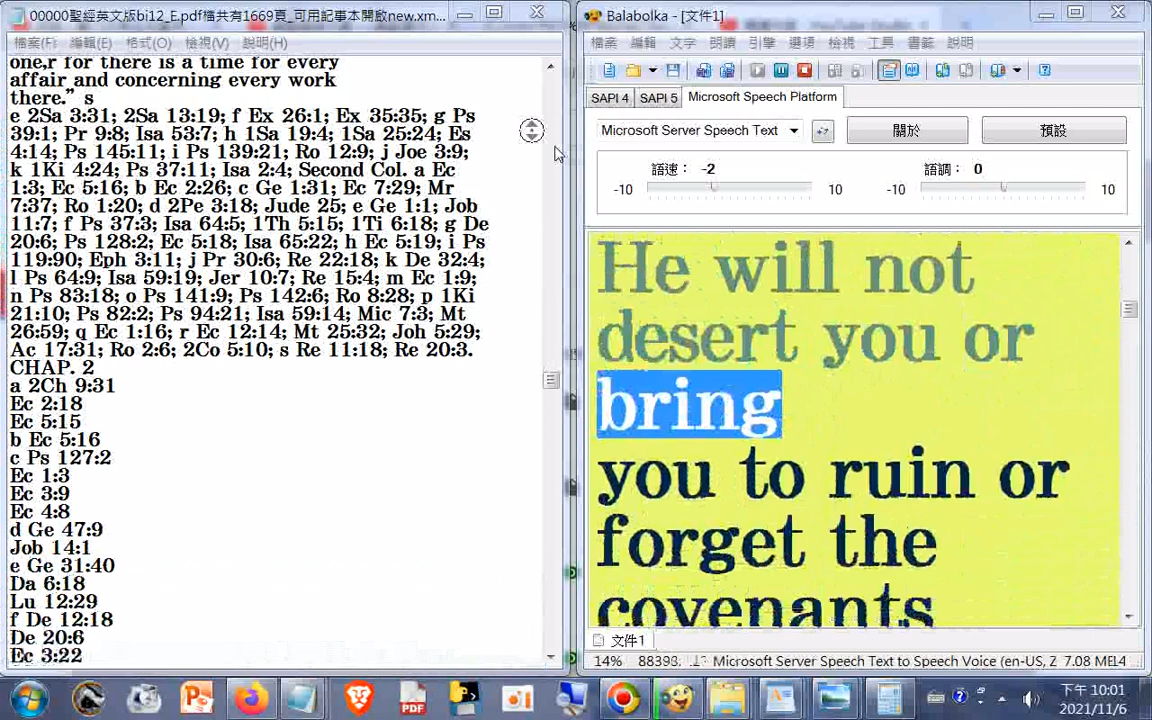 00000聖經英文版bi12_E.pdf檔共有1669頁_可用記事本開啟new.xm...
檔案(F) 編輯(E) 格式(O) 檢視(V) 說明(H)
one,r for there is a time for every
affair and concerning every work
there.” s
e 2Sa 3:31; 2Sa 13:19; f Ex 26:1; Ex 35:35; g Ps
39:1; Pr 9:8; Isa 53:7; h 1Sa 19:4; 1Sa 25:24; Es
4:14; Ps 145:11; i Ps 139:21; Ro 12:9; j Joe 3:9;
k 1Ki 4:24; Ps 37:11; Isa 2:4; Second Col. a Ec
1:3; Ec 5:16; b Ec 2:26; c Ge 1:31; Ec 7:29; Mr
7:37; Ro 1:20; d 2Pe 3:18; Jude 25; e Ge 1:1; Job
11:7; f Ps 37:3; Isa 64:5; 1Th 5:15; 1Ti 6:18; g De
20:6; Ps 128:2; Ec 5:18; Isa 65:22; h Ec 5:19; i Ps
119:90; Eph 3:11; j Pr 30:6; Re 22:18; k De 32:4;
l Ps 64:9; Isa 59:19; Jer 10:7; Re 15:4; m Ec 1:9;
n Ps 83:18; o Ps 141:9; Ps 142:6; Ro 8:28; p 1Ki
21:10; Ps 82:2; Ps 94:21; Isa 59:14; Mic 7:3; Mt
26:59; q Ec 1:16; r Ec 12:14; Mt 25:32; Joh 5:29;
Ac 17:31; Ro 2:6; 2Co 5:10; s Re 11:18; Re 20:3.
CHAP. 2
a 2Ch 9:31
Ec 2:18
Ec 5:15
b Ec 5:16
c Ps 127:2
Ec 1:3
Ec 3:9
Ec 4:8
d Ge 47:9
Job 14:1
e Ge 31:40
Da 6:18
Lu 12:29
f De 12:18
De 20:6
Ec 3:22
Balabolka - [文件1]
檔案 編輯 文字 朗讀 引擎 選項 檢視 工具 書籤 說明
SAPI 4 SAPI 5 Microsoft Speech Platform
Microsoft Server Speech Text 關於 預設
語速： -2 語調： 0
-10 10 -10 10
He will not
desert you or
bring
you to ruin or
forget the
covenants
文件1
14% 88398. Microsoft Server Speech Text to Speech Voice (en-US, Z 7.08
下午 10:01
2021/11/6